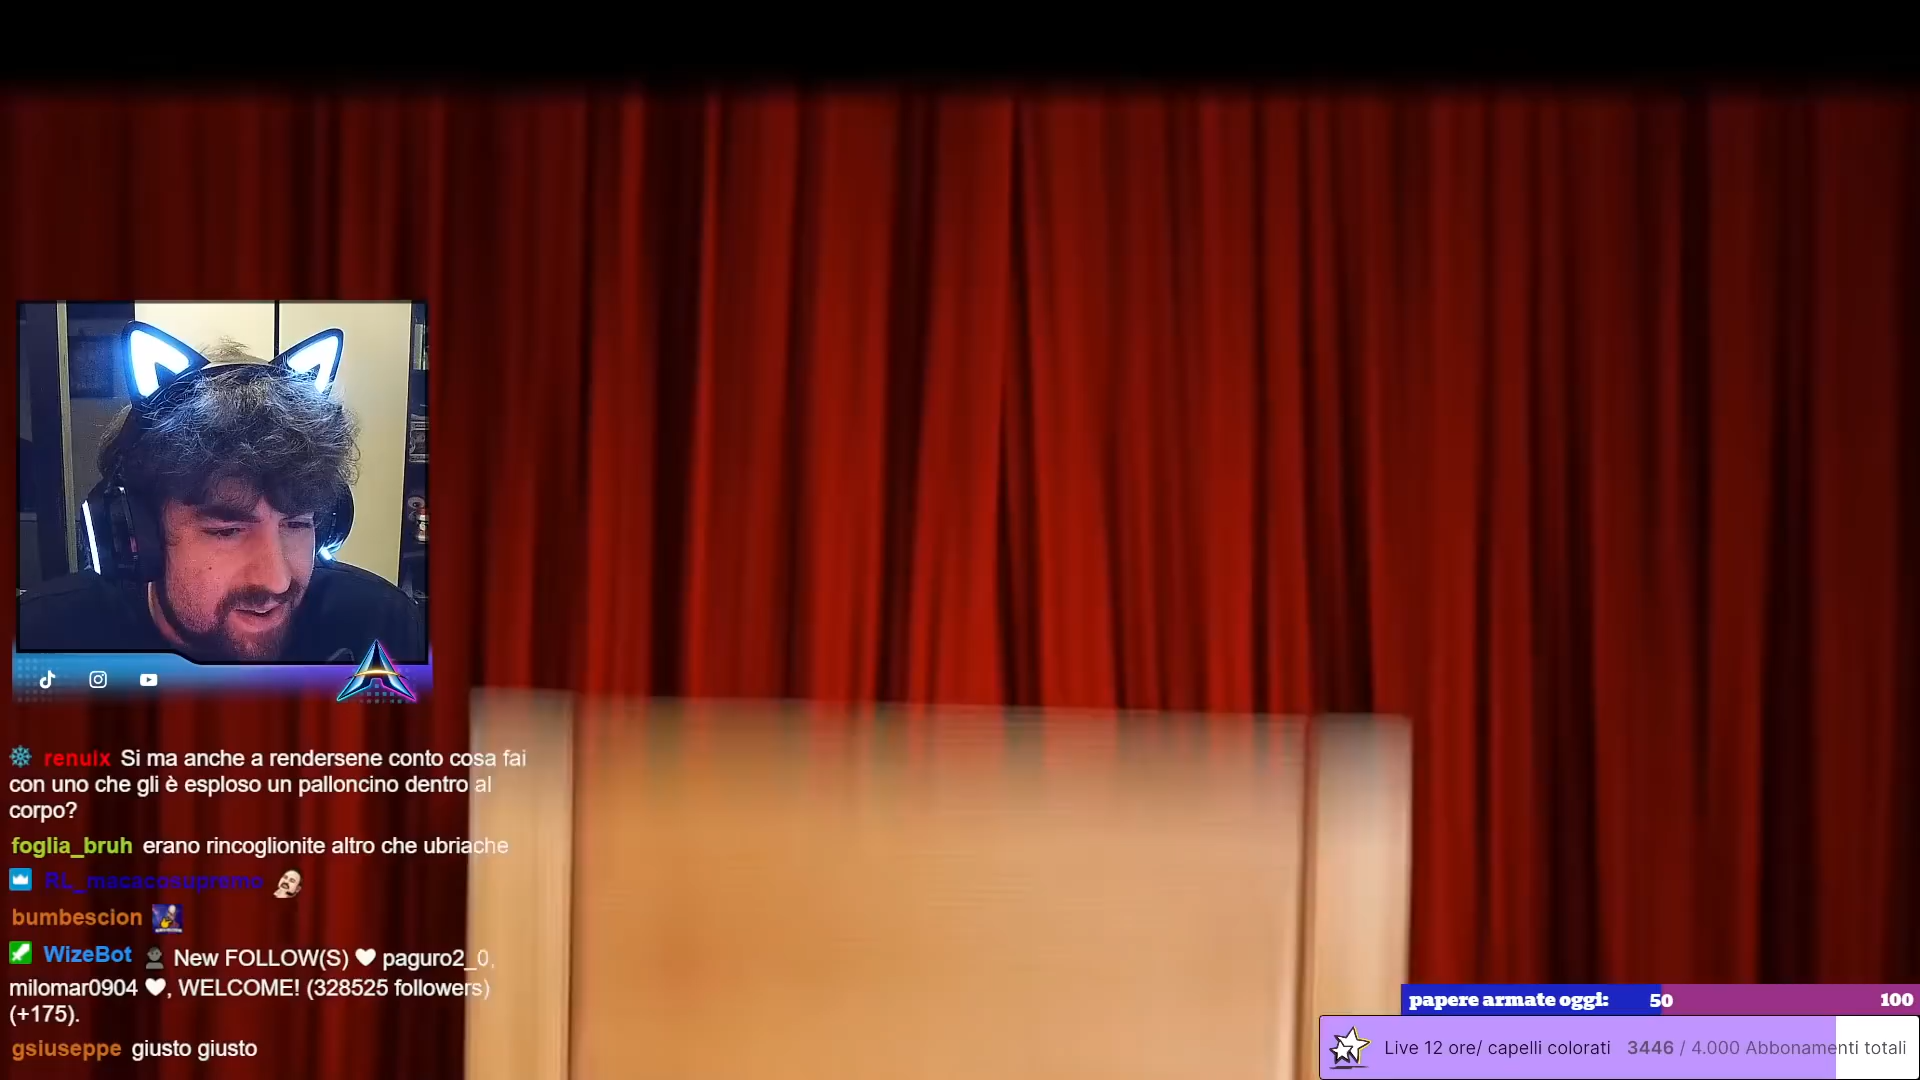 renulx Si ma anche a rendersene conto cosa fai
con uno che gli è esploso un palloncino dentro al
corpo?
foglia_bruh erano rincoglionite altro che ubriache
RL_macacosupremo
bumbescion
WizeBot New FOLLOW(S) ♥ paguro2_0,
milomar0904 ♥, WELCOME! (328525 followers)
(+175).
gsiuseppe giusto giusto
papere armate oggi: 50 100
Live 12 ore/ capelli colorati 3446 / 4.000 Abbonamenti totali